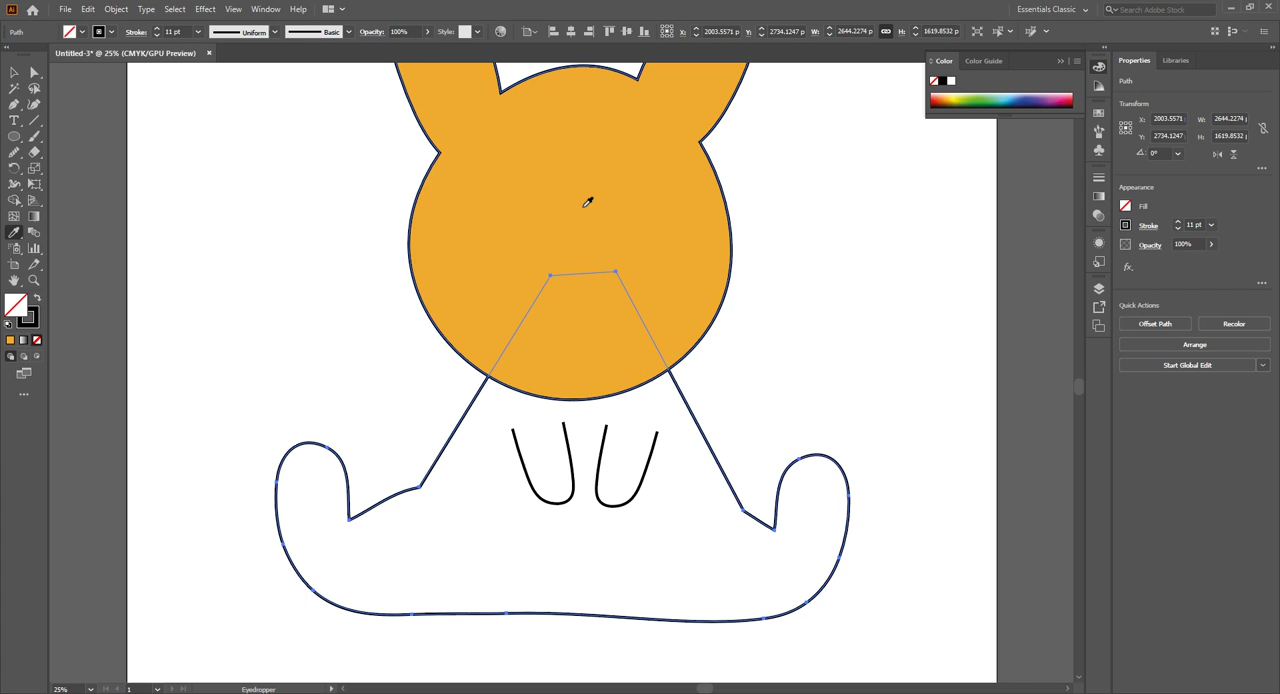 File Edit Object Type Select Effect View Window Help Essentials Classic Search Adobe Stock
Path Stroke: 11 pt Uniform Basic Opacity: 100% Style: X: 2003.5571 p Y: 2734.1247 p W: 2644.2274 p H: 1619.8532 p
Untitled-3* @ 25% (CMYK/GPU Preview) ×
Color Color Guide
Properties Libraries
Path
Transform
X: 2003.5571 W: 2644.2274 p
Y: 2734.1247 H: 1619.8532 p
0°
Appearance
Fill
Stroke 11 pt
Opacity 100%
fx.
Quick Actions
Offset Path Recolor
Arrange
Start Global Edit
25% 1 Eyedropper